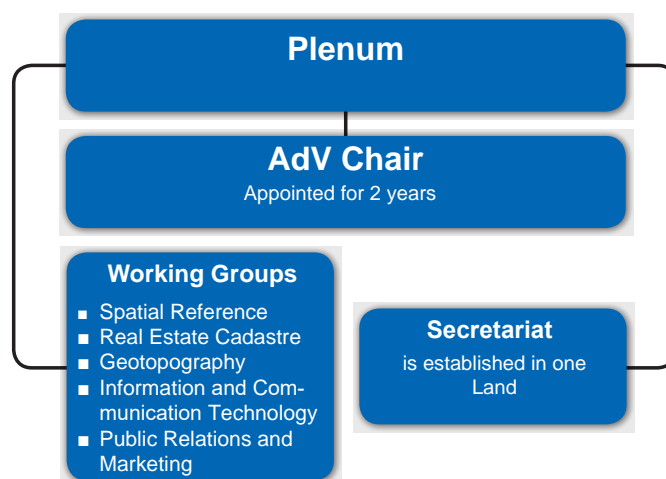 Plenum
AdV Chair
Appointed for 2 years
Working Groups
■ Spatial Reference
■ Real Estate Cadastre
■ Geotopography
■ Information and Com-
munication Technology
■ Public Relations and
Marketing
Secretariat
is established in one
Land